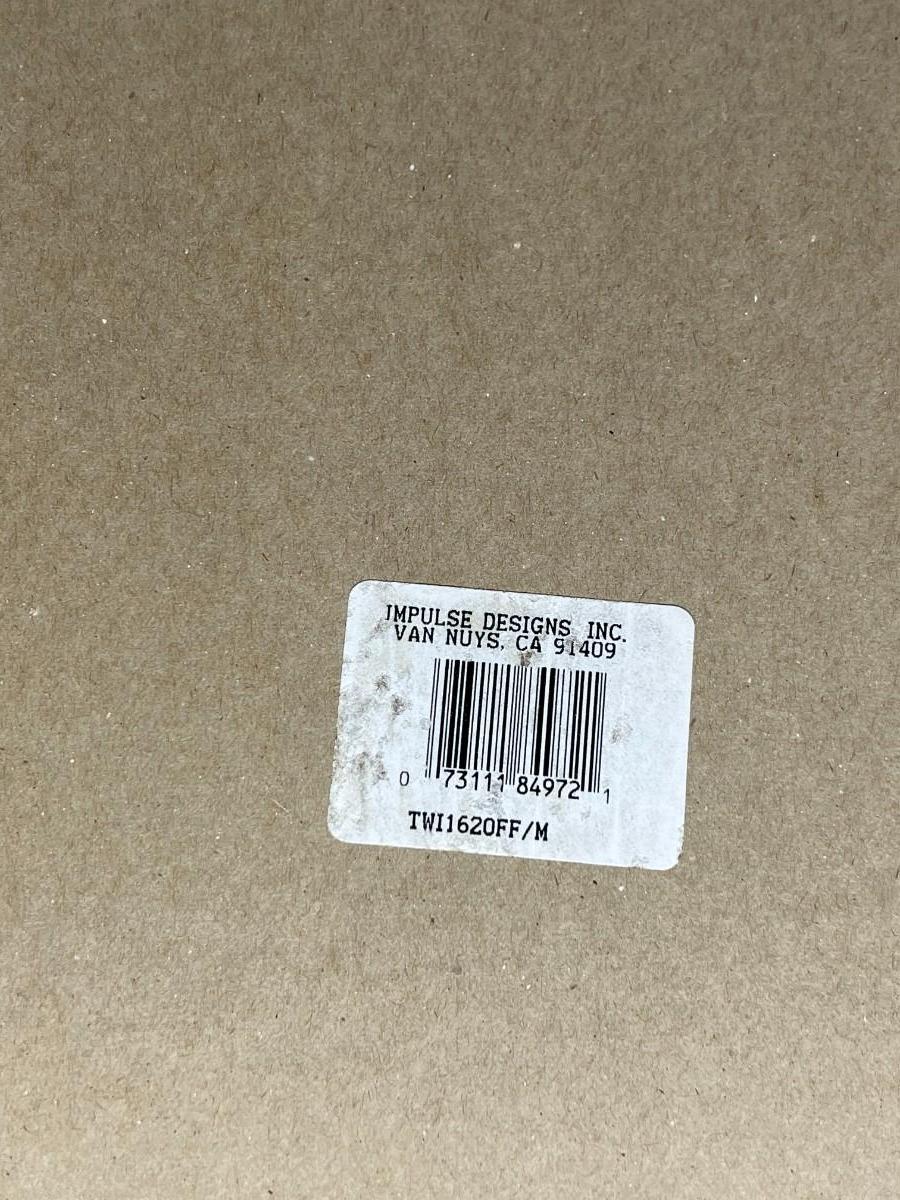 IMPULSE DESIGNS INC.
VAN NUYS, CA 91409
0 73111 84972 1
TWI1620FF/M